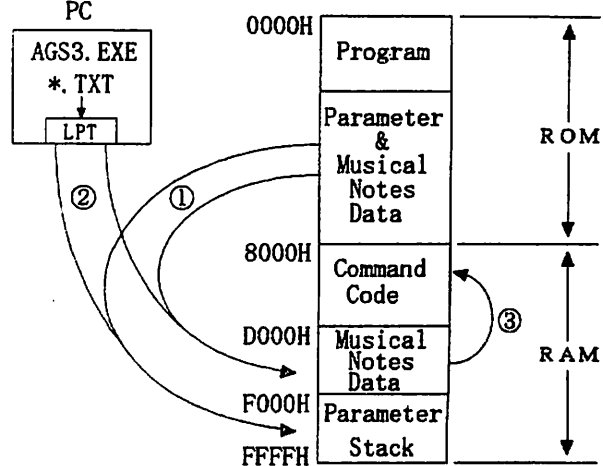 PC
AGS3.EXE
*.TXT
LPT
②
①
0000H
Program
Parameter
&
Musical
Notes
Data
ROM
8000H
Command
Code
③
D000H
Musical
Notes
Data
RAM
F000H
Parameter
Stack
FFFFH